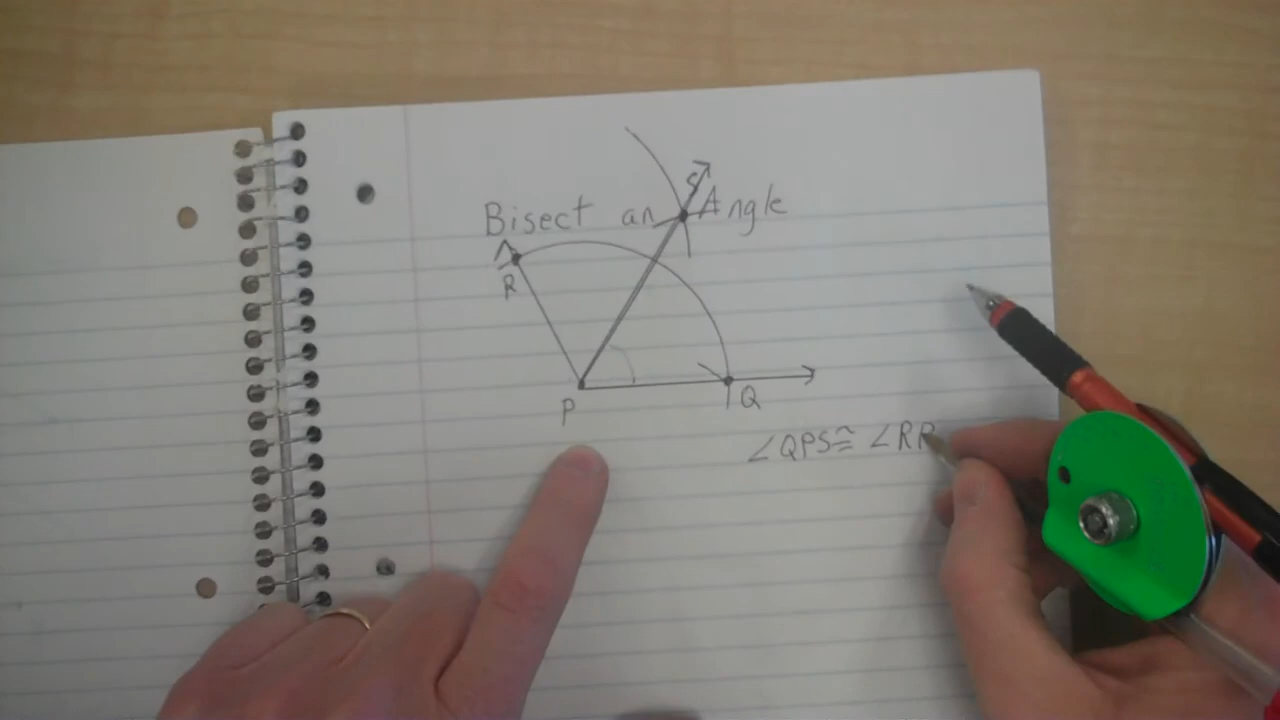 S
Bisect an Angle
R
P
Q
∠QPS ≅ ∠RP